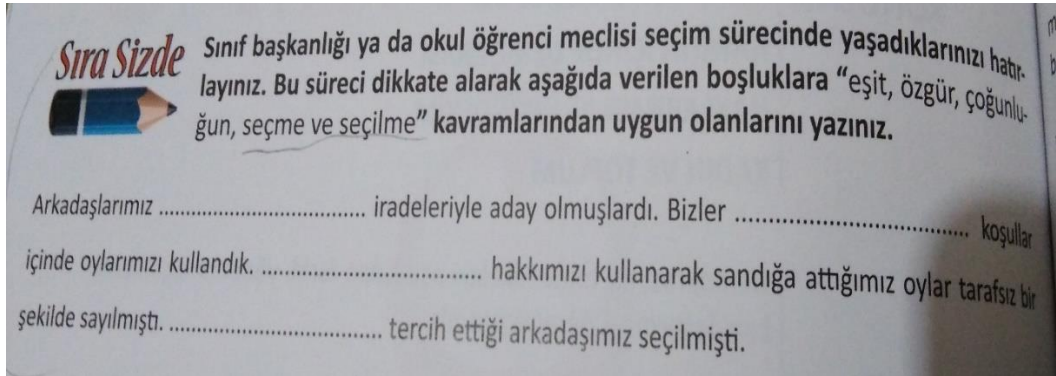 Sıra Sizde
Sınıf başkanlığı ya da okul öğrenci meclisi seçim sürecinde yaşadıklarınızı hatır-
layınız. Bu süreci dikkate alarak aşağıda verilen boşluklara “eşit, özgür, çoğunlu-
ğun, seçme ve seçilme” kavramlarından uygun olanlarını yazınız.
Arkadaşlarımız .................................... iradeleriyle aday olmuşlardı. Bizler ........................................ koşullar
içinde oylarımızı kullandık. ..................................... hakkımızı kullanarak sandığa attığımız oylar tarafsız bir
şekilde sayılmıştı. .................................... tercih ettiği arkadaşımız seçilmişti.